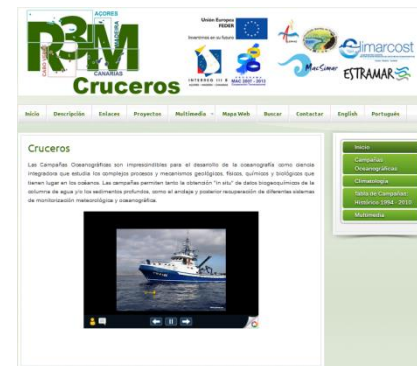 AÇORES
R3M
MADEIRA
CABO VERDE
CANARIAS
Cruceros
Unión Europea
FEDER
Invertimos en su futuro
INTERREG III B
MAC 2007-2013
MacSimar
Climarcost
ESTRAMAR
Inicio Descripción Enlaces Proyectos Multimedia Mapa Web Buscar Contactar English Portugués
Cruceros
Las Campañas Oceanográficas son imprescindibles para el desarrollo de la oceanografía como ciencia
integradora que estudia los complejos procesos y mecanismos geológicos, físicos, químicos y biológicos que
tienen lugar en los océanos. Las campañas permiten tanto la obtención "in situ" de datos biogeoquímicos de la
columna de agua y/o los sedimentos profundos, como el anclaje y posterior recuperación de diferentes sistemas
de monitorización meteorológica y oceanográfica.
Inicio
Campañas
Oceanográficas
Climatología
Tabla de Campañas:
Histórico 1994 - 2010
Multimedia